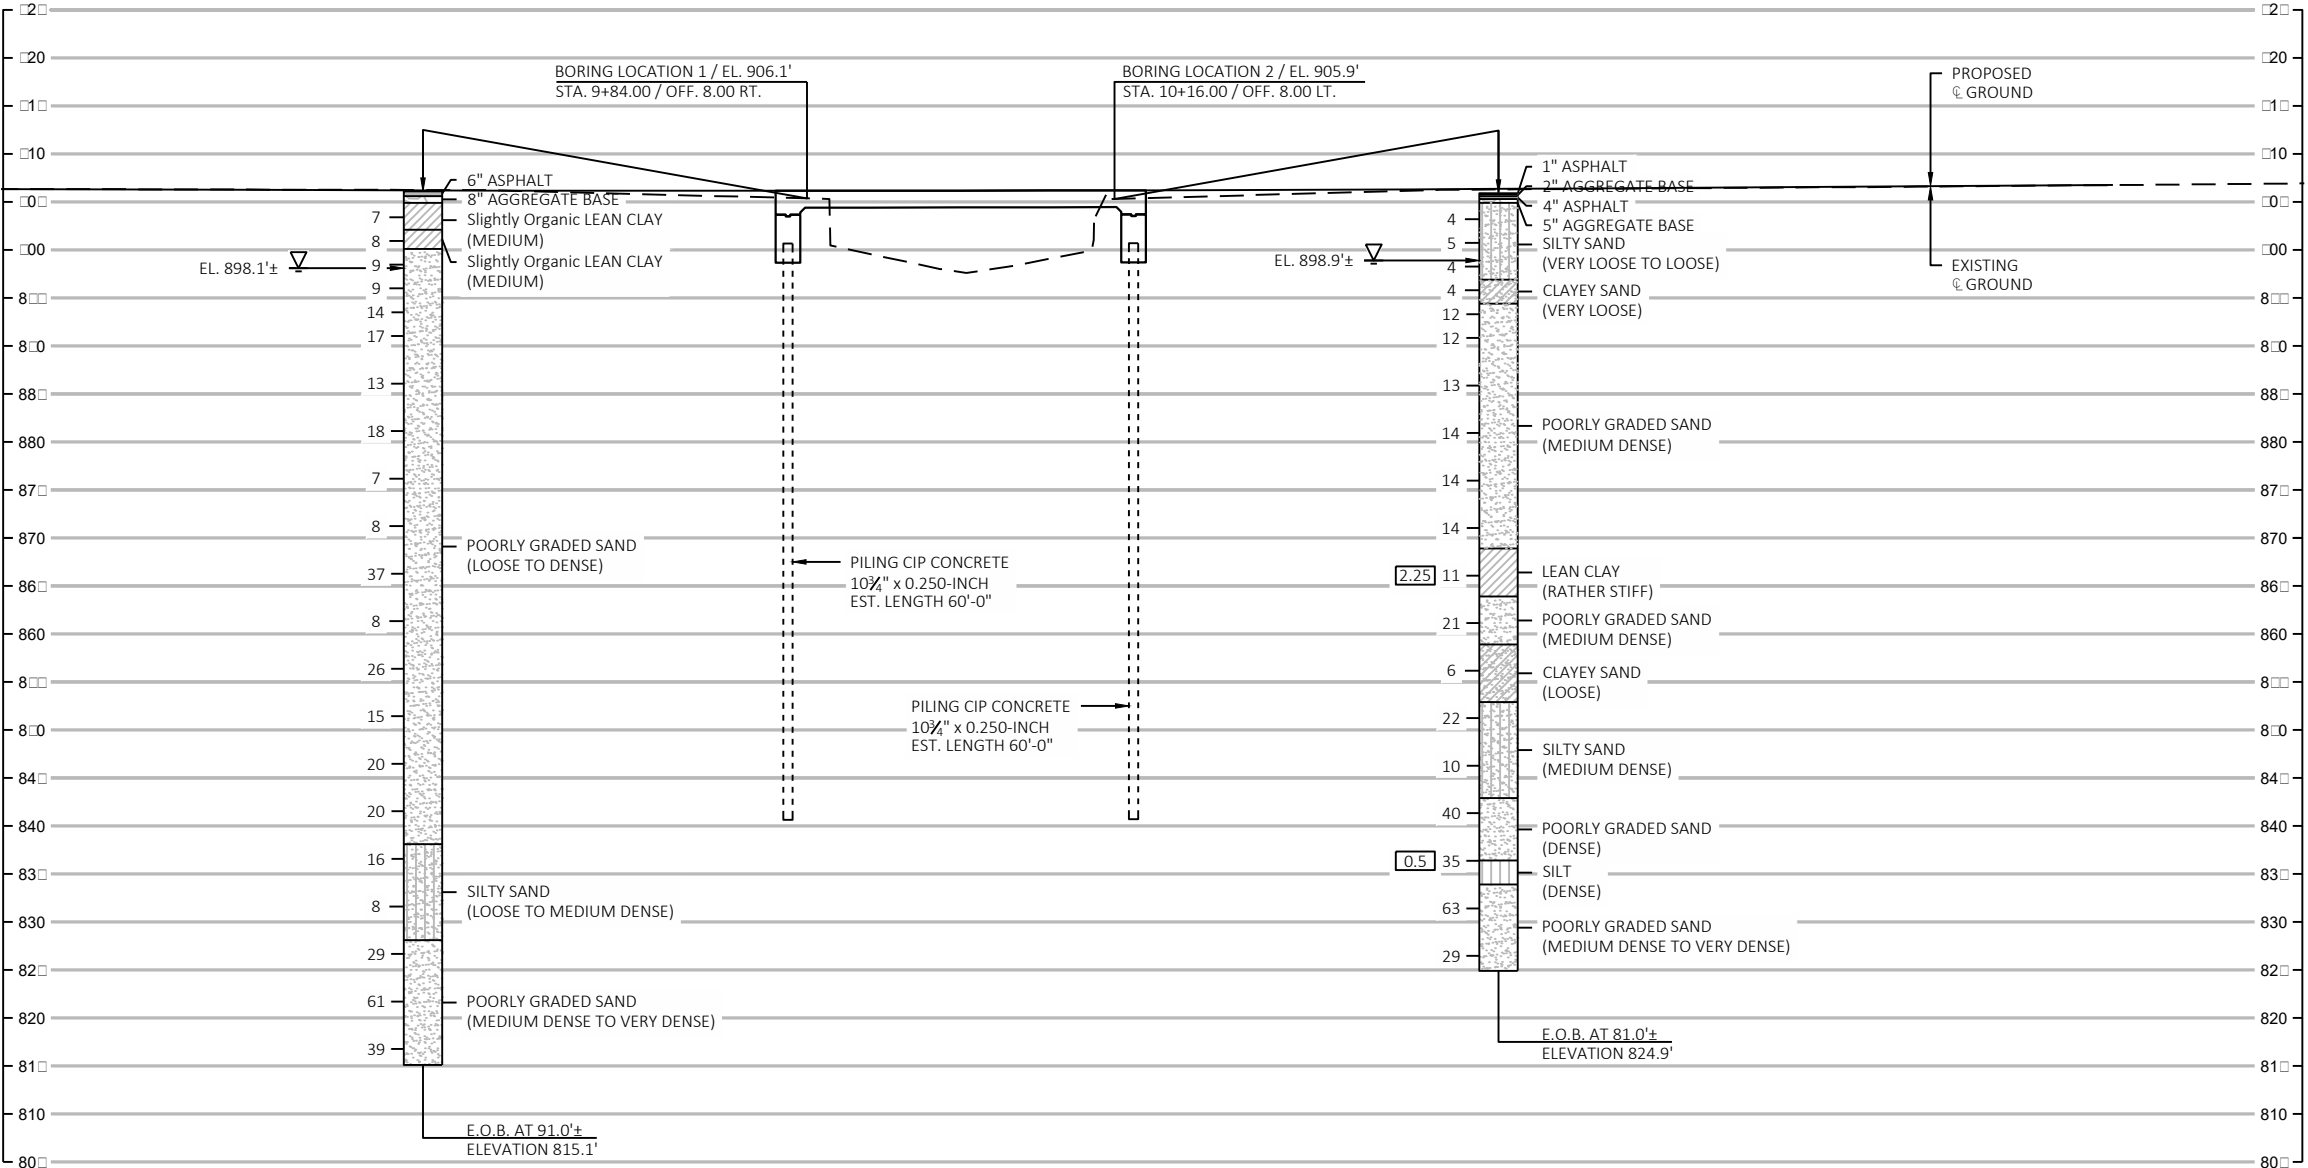 BORING LOCATION 1 / EL. 906.1'
STA. 9+84.00 / OFF. 8.00 RT.
BORING LOCATION 2 / EL. 905.9'
STA. 10+16.00 / OFF. 8.00 LT.
PROPOSED
℄ GROUND
EXISTING
℄ GROUND
6" ASPHALT
8" AGGREGATE BASE
Slightly Organic LEAN CLAY
(MEDIUM)
Slightly Organic LEAN CLAY
(MEDIUM)
EL. 898.1'±
7
8
9
9
14
17
13
18
7
8
37
8
26
15
20
20
16
8
29
61
39
POORLY GRADED SAND
(LOOSE TO DENSE)
SILTY SAND
(LOOSE TO MEDIUM DENSE)
POORLY GRADED SAND
(MEDIUM DENSE TO VERY DENSE)
E.O.B. AT 91.0'±
ELEVATION 815.1'
PILING CIP CONCRETE
10¾" x 0.250-INCH
EST. LENGTH 60'-0"
PILING CIP CONCRETE
10¾" x 0.250-INCH
EST. LENGTH 60'-0"
1" ASPHALT
2" AGGREGATE BASE
4" ASPHALT
5" AGGREGATE BASE
SILTY SAND
(VERY LOOSE TO LOOSE)
CLAYEY SAND
(VERY LOOSE)
EL. 898.9'±
4
5
4
4
12
12
13
14
14
14
2.25 11
21
6
22
10
40
0.5 35
63
29
POORLY GRADED SAND
(MEDIUM DENSE)
LEAN CLAY
(RATHER STIFF)
POORLY GRADED SAND
(MEDIUM DENSE)
CLAYEY SAND
(LOOSE)
SILTY SAND
(MEDIUM DENSE)
POORLY GRADED SAND
(DENSE)
SILT
(DENSE)
POORLY GRADED SAND
(MEDIUM DENSE TO VERY DENSE)
E.O.B. AT 81.0'±
ELEVATION 824.9'
880
870
860
840
830
820
810
880
870
860
840
830
820
810